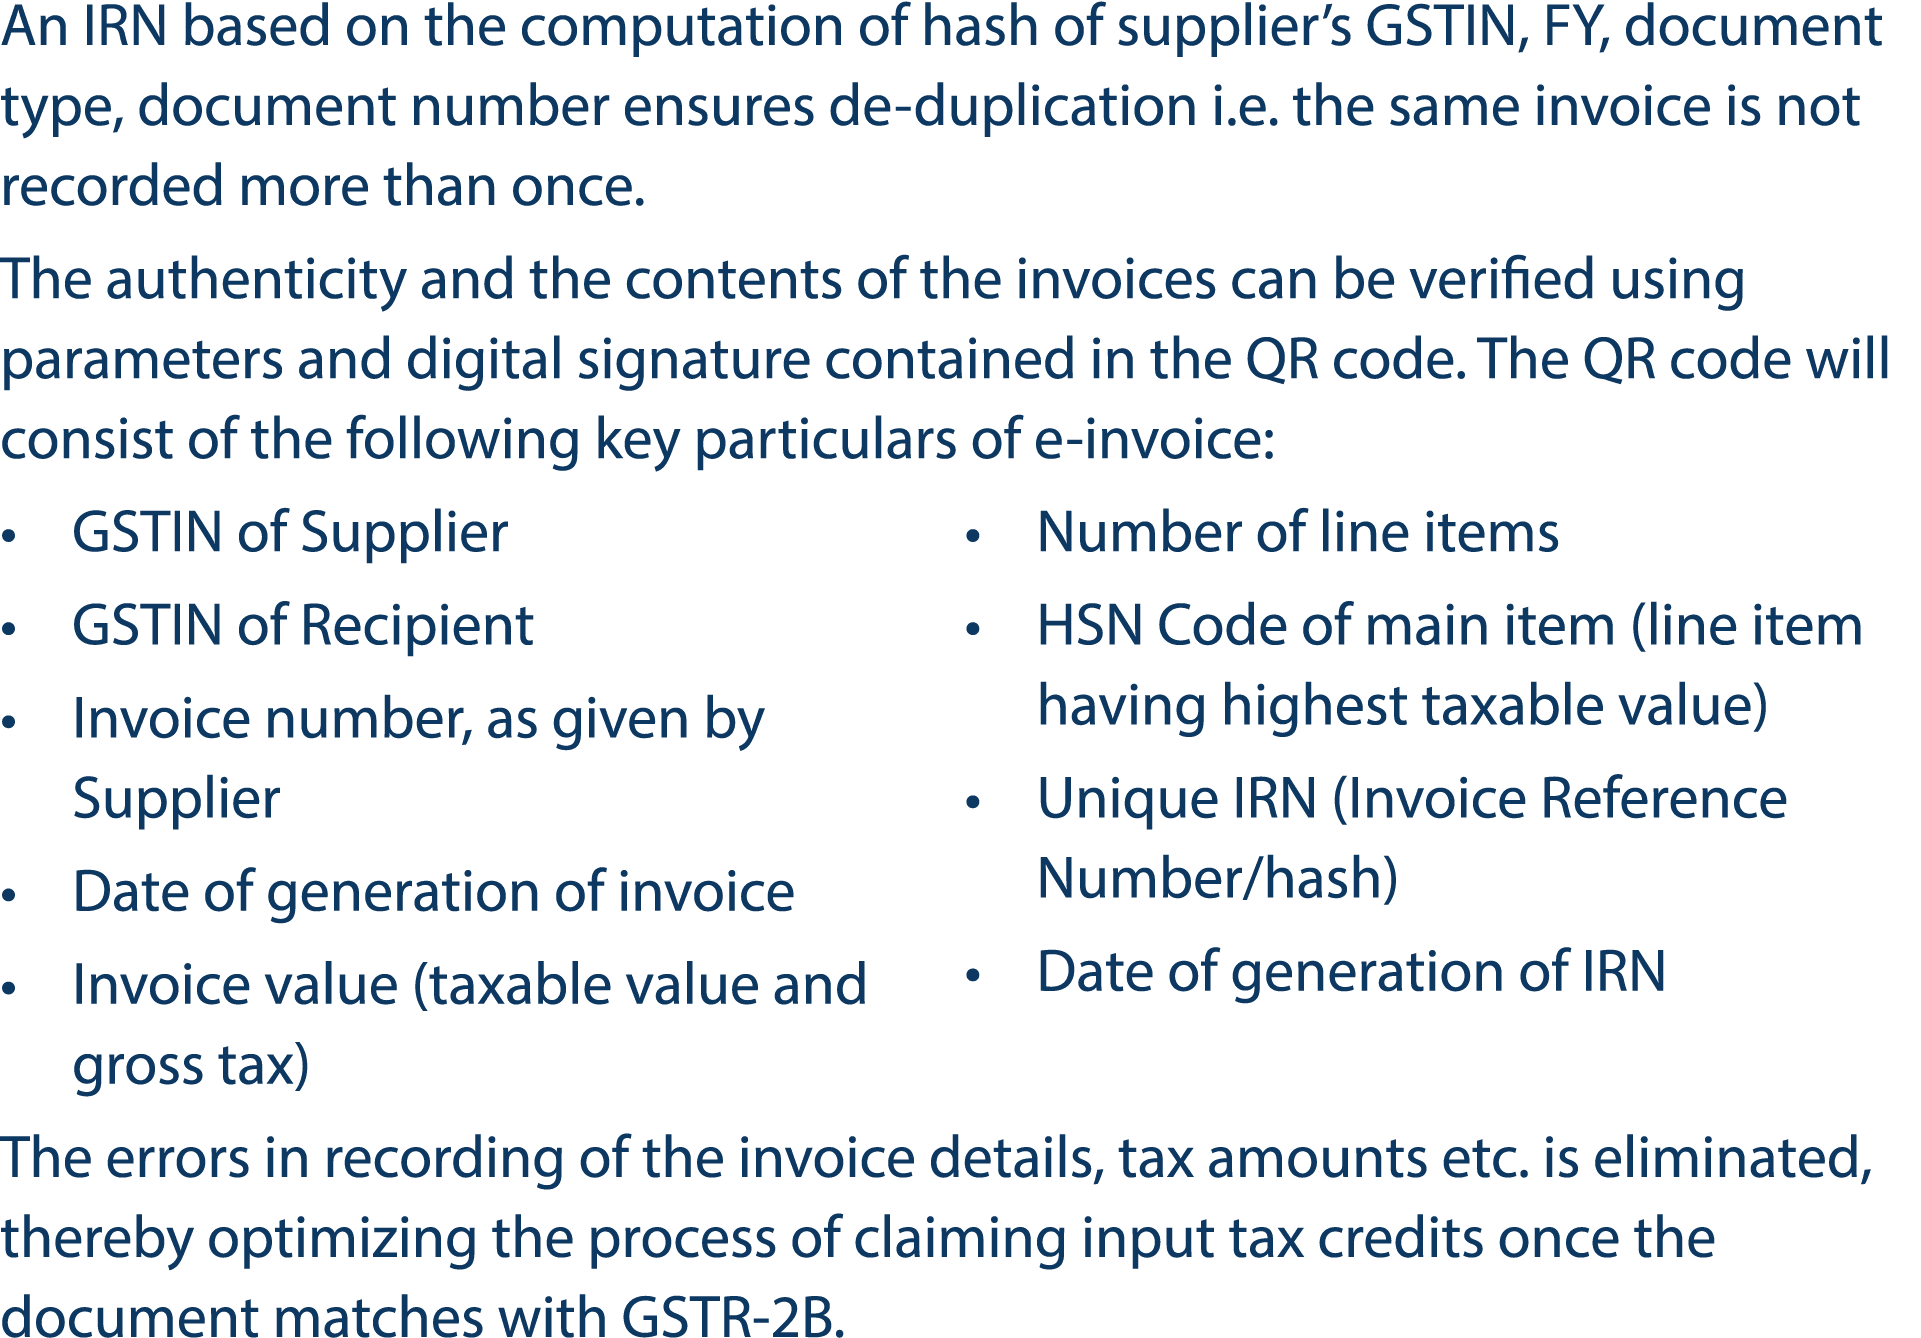 An IRN based on the computation of hash of supplier’s GSTIN, FY, document
type, document number ensures de-duplication i.e. the same invoice is not
recorded more than once.
The authenticity and the contents of the invoices can be verified using
parameters and digital signature contained in the QR code. The QR code will
consist of the following key particulars of e-invoice:
• GSTIN of Supplier
• GSTIN of Recipient
• Invoice number, as given by
Supplier
• Date of generation of invoice
• Invoice value (taxable value and
gross tax)
• Number of line items
• HSN Code of main item (line item
having highest taxable value)
• Unique IRN (Invoice Reference
Number/hash)
• Date of generation of IRN
The errors in recording of the invoice details, tax amounts etc. is eliminated,
thereby optimizing the process of claiming input tax credits once the
document matches with GSTR-2B.